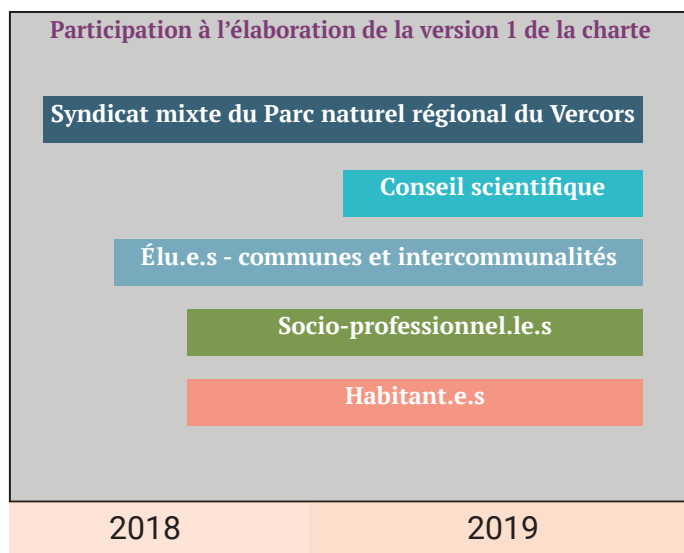 Participation à l’élaboration de la version 1 de la charte
Syndicat mixte du Parc naturel régional du Vercors
Conseil scientifique
Élu.e.s - communes et intercommunalités
Socio-professionnel.le.s
Habitant.e.s
2018 2019